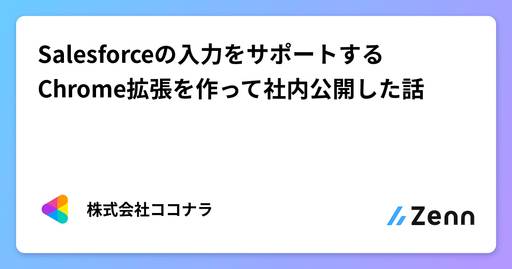 Salesforceの入力をサポートする
Chrome拡張を作って社内公開した話
株式会社ココナラ
Zenn